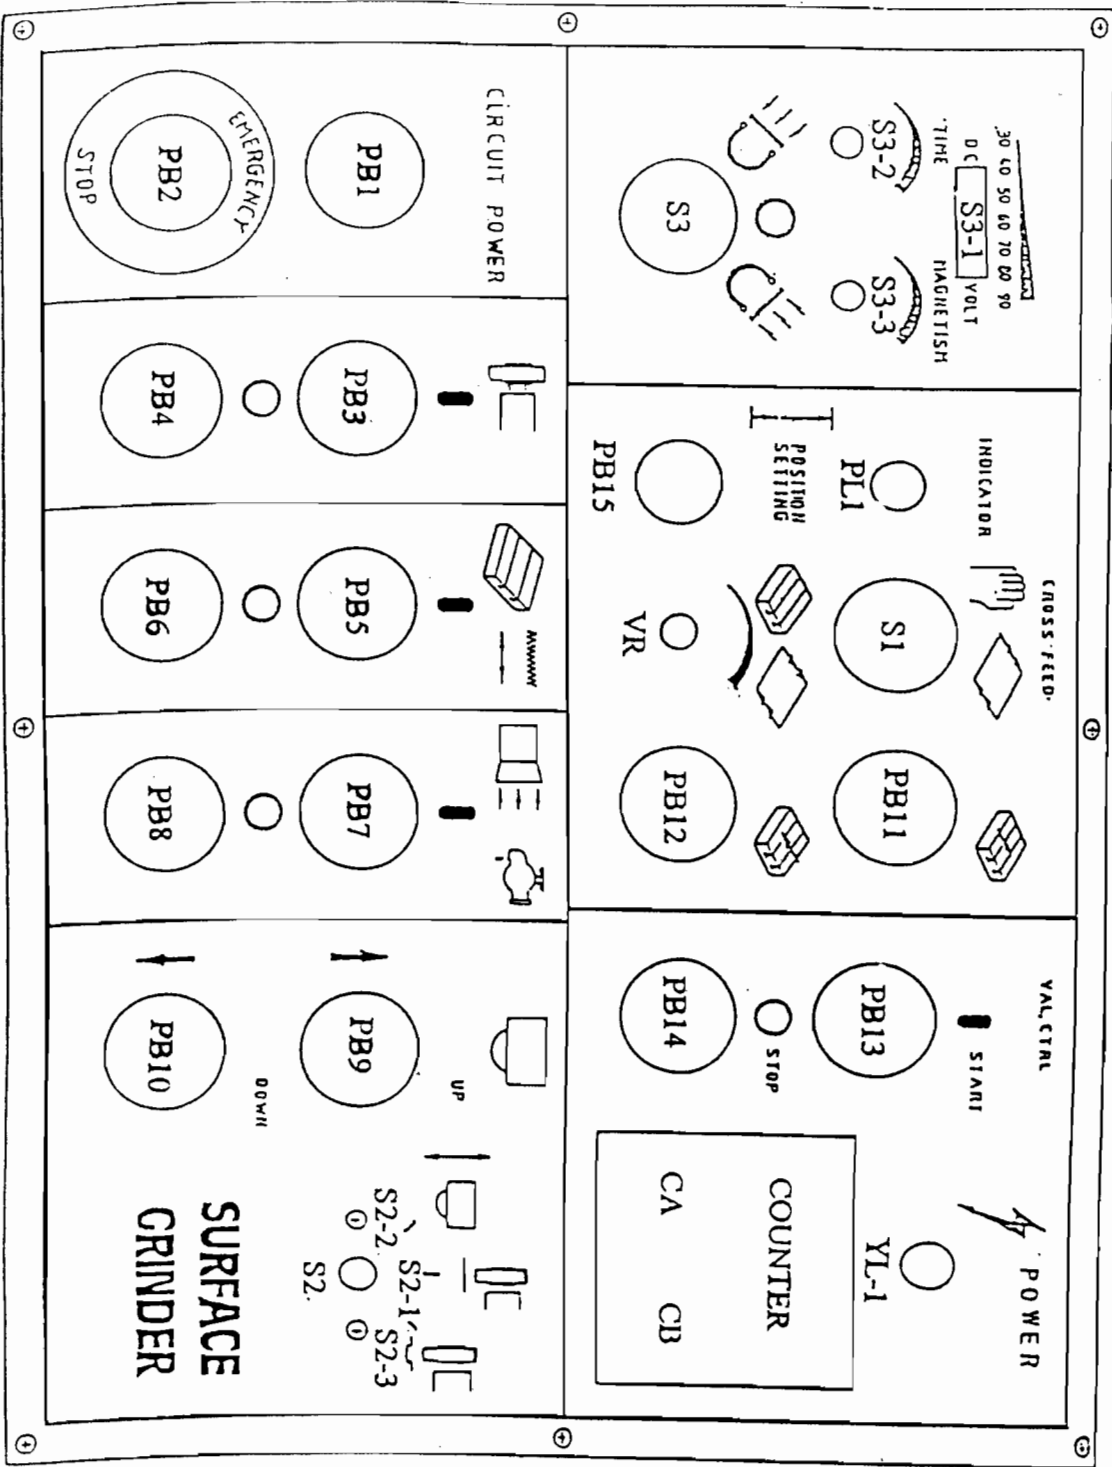 30 40 50 60 70 80 90
DC S3-1 VOLT
TIME MAGNETISM
S3-2 S3-3
S3
CROSS FEED
INDICATOR
PL1
S1
PB11
POSITION
SETTING
PB15
VR
PB12
VAL,CTRL
START
PB13
STOP
PB14
POWER
YL-1
COUNTER
CA CB
CIRCUIT POWER
PB1
EMERGENCY
PB2
STOP
PB3
PB4
PB5
PB6
PB7
PB8
UP
PB9
DOWN
PB10
S2-1
S2-2 S2-3
S2
SURFACE
GRINDER